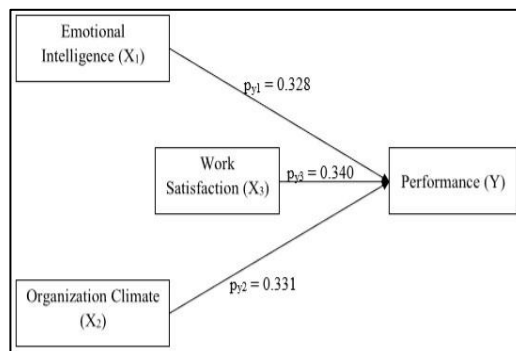 Emotional
Intelligence (X₁)
pᵧ₁ = 0.328
Work
Satisfaction (X₃)
pᵧ₃ = 0.340
Performance (Y)
pᵧ₂ = 0.331
Organization Climate
(X₂)